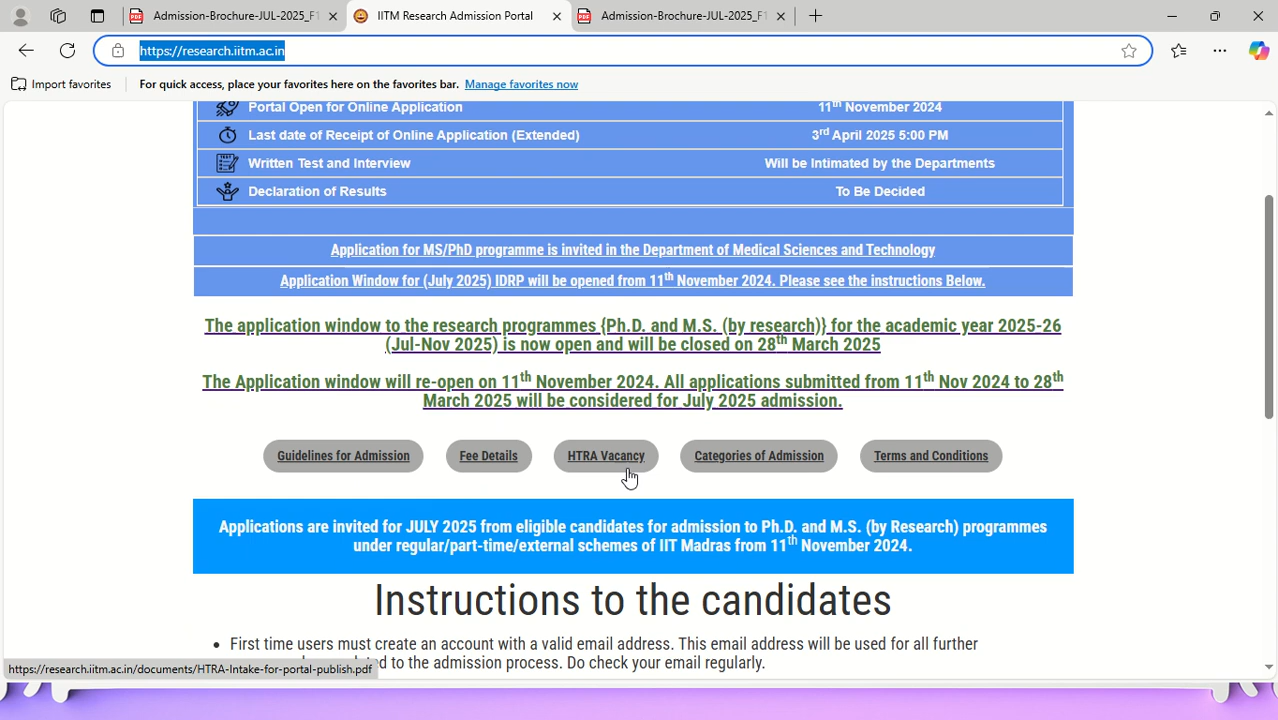 Admission-Brochure-JUL-2025_F1
IITM Research Admission Portal
Admission-Brochure-JUL-2025_F1
https://research.iitm.ac.in
Import favorites
For quick access, place your favorites here on the favorites bar. Manage favorites now
Portal Open for Online Application 11th November 2024
Last date of Receipt of Online Application (Extended) 3rd April 2025 5:00 PM
Written Test and Interview Will be Intimated by the Departments
Declaration of Results To Be Decided
Application for MS/PhD programme is invited in the Department of Medical Sciences and Technology
Application Window for (July 2025) IDRP will be opened from 11th November 2024. Please see the instructions Below.
The application window to the research programmes {Ph.D. and M.S. (by research)} for the academic year 2025-26
(Jul-Nov 2025) is now open and will be closed on 28th March 2025
The Application window will re-open on 11th November 2024. All applications submitted from 11th Nov 2024 to 28th
March 2025 will be considered for July 2025 admission.
Guidelines for Admission
Fee Details
HTRA Vacancy
Categories of Admission
Terms and Conditions
Applications are invited for JULY 2025 from eligible candidates for admission to Ph.D. and M.S. (by Research) programmes
under regular/part-time/external schemes of IIT Madras from 11th November 2024.
Instructions to the candidates
• First time users must create an account with a valid email address. This email address will be used for all further
to the admission process. Do check your email regularly.
https://research.iitm.ac.in/documents/HTRA-Intake-for-portal-publish.pdf